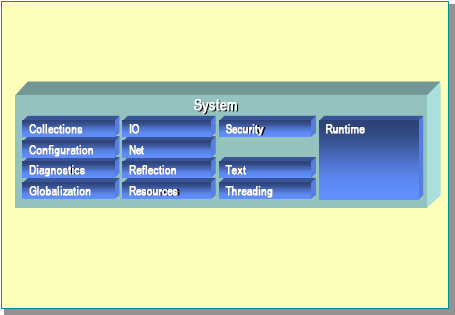 System
Collections
IO
Security
Runtime
Configuration
Net
Diagnostics
Reflection
Text
Globalization
Resources
Threading